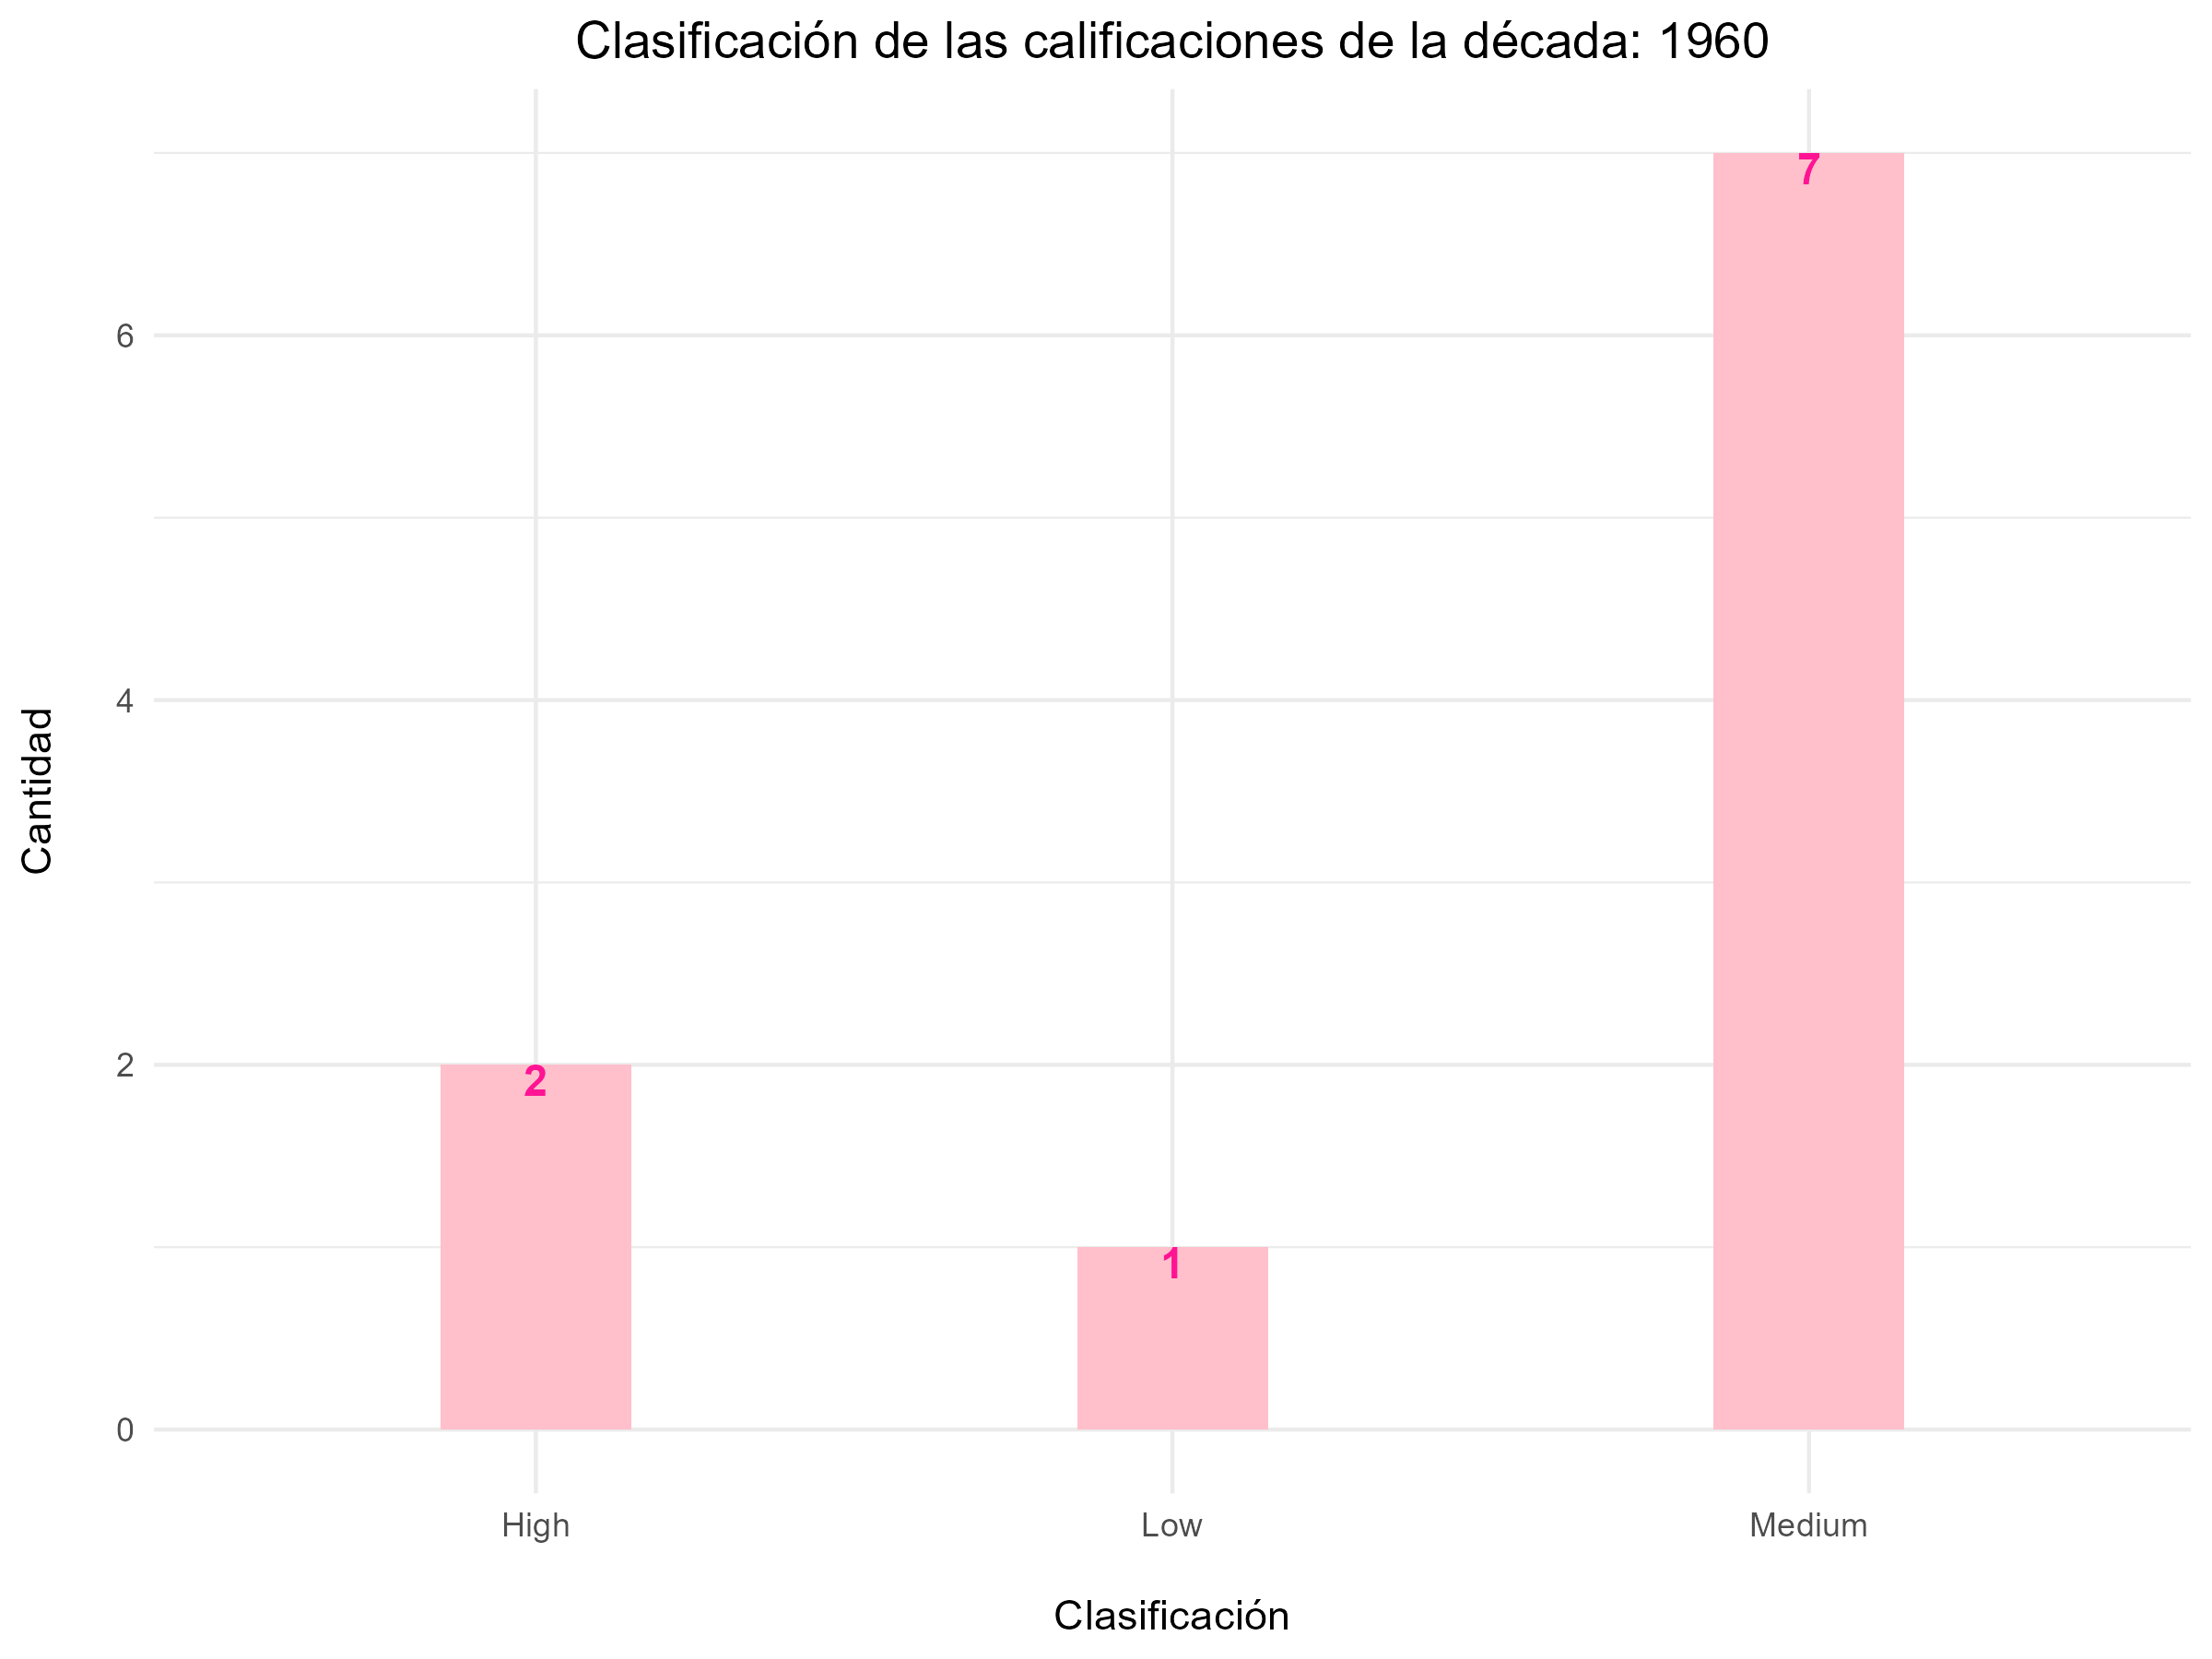 Clasificación de las calificaciones de la década: 1960
7
6
4
Cantidad
2
2
1
0
High Low Medium
Clasificación